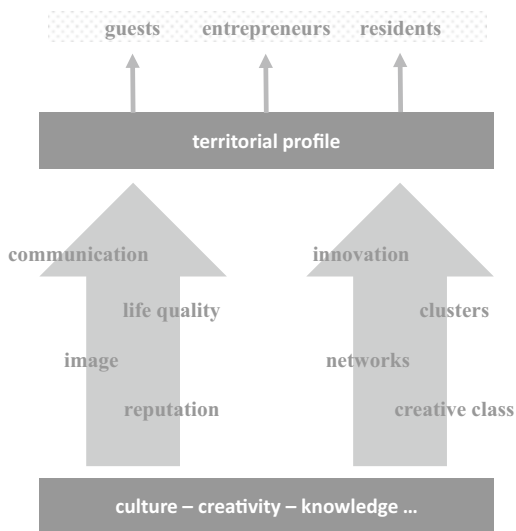 guests entrepreneurs residents
territorial profile
communication innovation
life quality clusters
image networks
reputation creative class
culture – creativity – knowledge ...